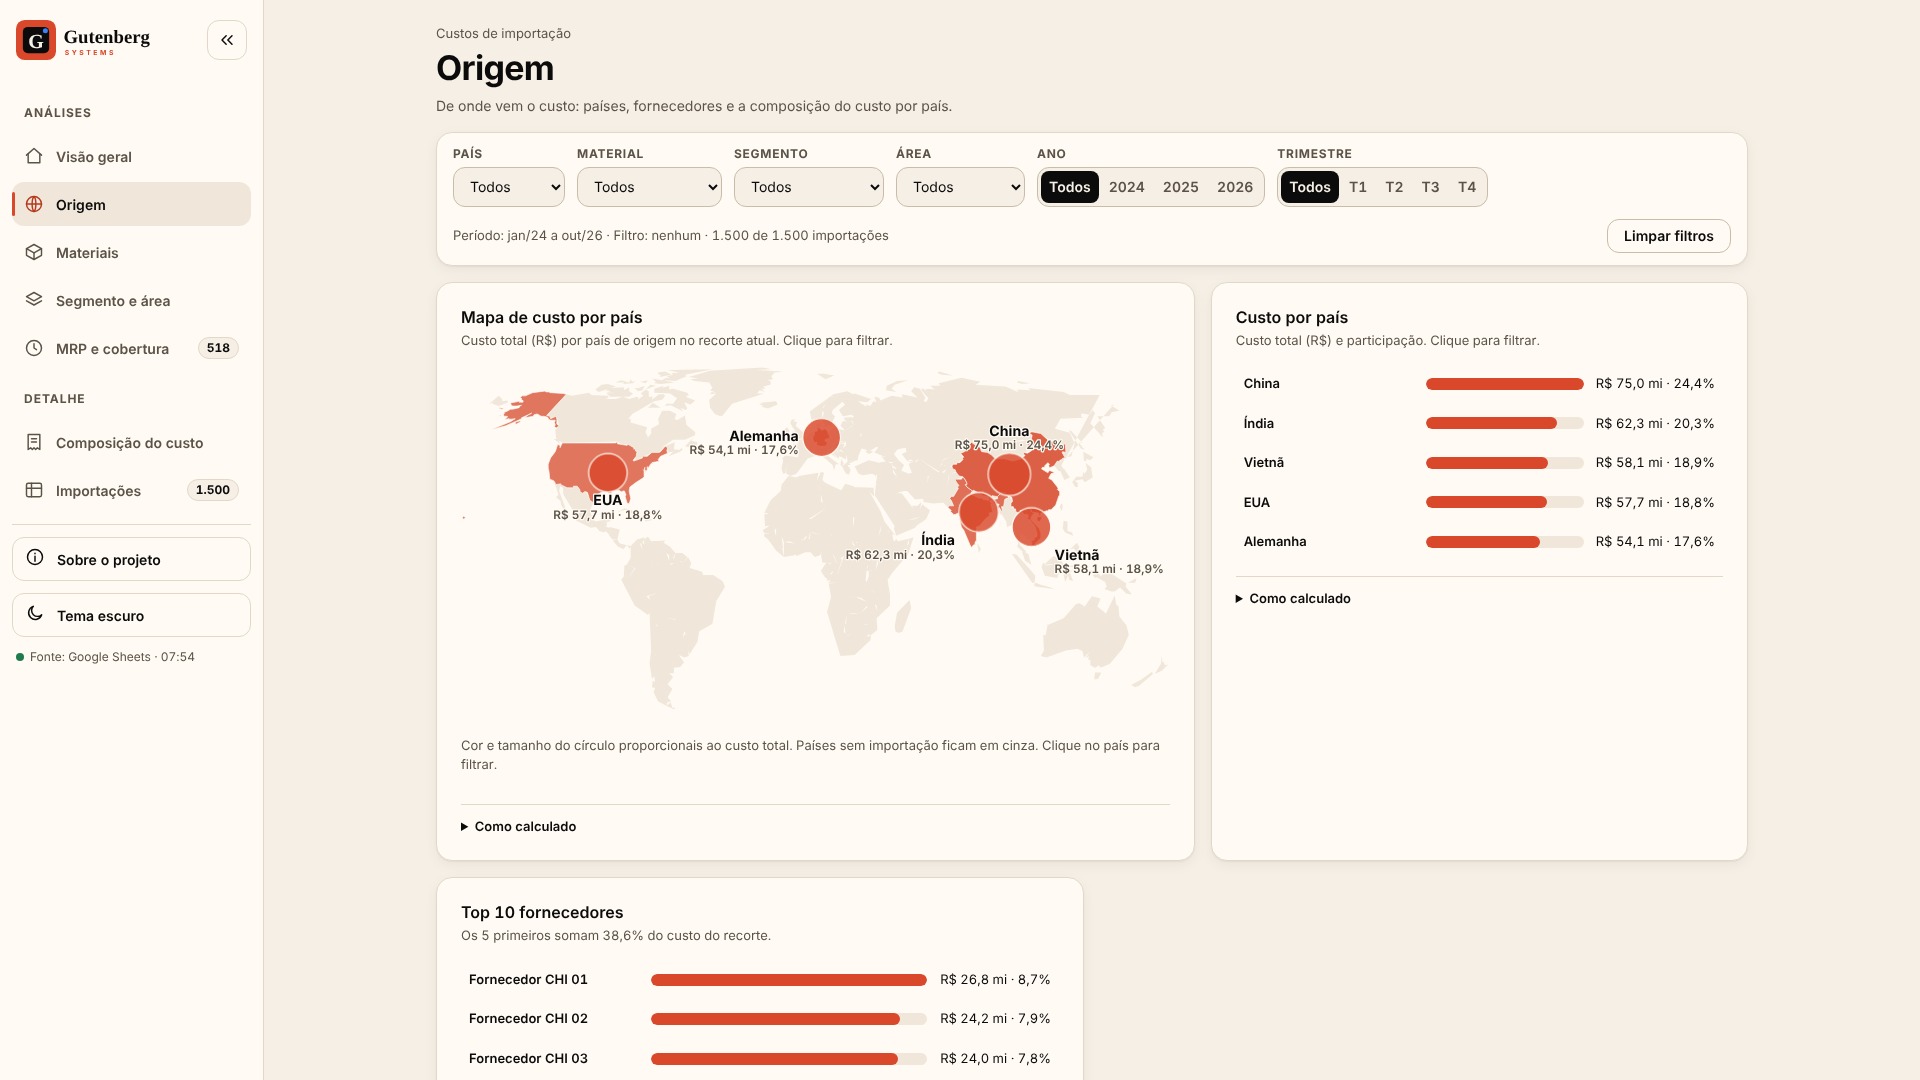 G
Gutenberg
SYSTEMS
ANÁLISES
Visão geral
Origem
Materiais
Segmento e área
MRP e cobertura 518
DETALHE
Composição do custo
Importações 1.500
Sobre o projeto
Tema escuro
Fonte: Google Sheets · 07:54
Custos de importação
Origem
De onde vem o custo: países, fornecedores e a composição do custo por país.
PAÍS MATERIAL SEGMENTO ÁREA ANO TRIMESTRE
Todos Todos Todos Todos Todos 2024 2025 2026 Todos T1 T2 T3 T4
Período: jan/24 a out/26 · Filtro: nenhum · 1.500 de 1.500 importações
Limpar filtros
Mapa de custo por país
Custo total (R$) por país de origem no recorte atual. Clique para filtrar.
Alemanha
R$ 54,1 mi · 17,6%
China
R$ 75,0 mi · 24,4%
EUA
R$ 57,7 mi · 18,8%
Índia
R$ 62,3 mi · 20,3%
Vietnã
R$ 58,1 mi · 18,9%
Cor e tamanho do círculo proporcionais ao custo total. Países sem importação ficam em cinza. Clique no país para
filtrar.
Como calculado
Custo por país
Custo total (R$) e participação. Clique para filtrar.
China R$ 75,0 mi · 24,4%
Índia R$ 62,3 mi · 20,3%
Vietnã R$ 58,1 mi · 18,9%
EUA R$ 57,7 mi · 18,8%
Alemanha R$ 54,1 mi · 17,6%
Como calculado
Top 10 fornecedores
Os 5 primeiros somam 38,6% do custo do recorte.
Fornecedor CHI 01 R$ 26,8 mi · 8,7%
Fornecedor CHI 02 R$ 24,2 mi · 7,9%
Fornecedor CHI 03 R$ 24,0 mi · 7,8%